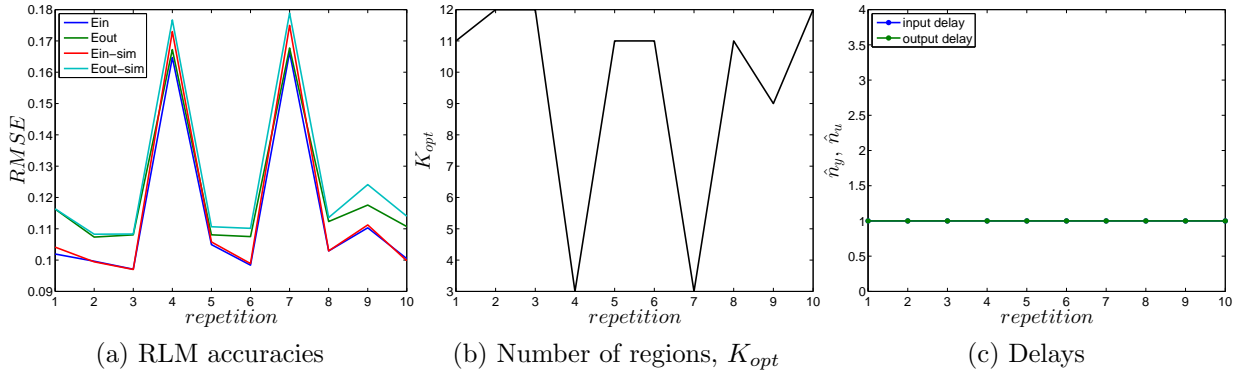 0.18
0.17
0.16
0.15
0.14
0.13
0.12
0.11
0.1
0.09
RMSE
Ein
Eout
Ein−sim
Eout−sim
1 2 3 4 5 6 7 8 9 10
repetition
(a) RLM accuracies
12
11
10
9
8
7
6
5
4
3
K_{opt}
1 2 3 4 5 6 7 8 9 10
repetition
(b) Number of regions, K_{opt}
4
3.5
3
2.5
2
1.5
1
0.5
0
n̂_y, n̂_u
input delay
output delay
1 2 3 4 5 6 7 8 9 10
repetition
(c) Delays